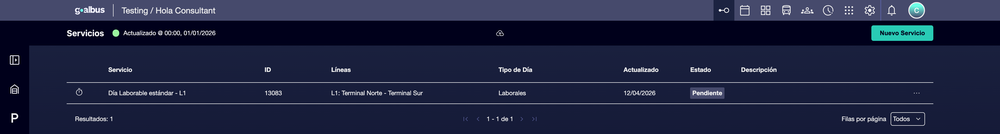 goalbus
Testing / Hola Consultant
C
Servicios
Actualizado @ 00:00, 01/01/2026
Nuevo Servicio
Servicio ID Líneas Tipo de Día Actualizado Estado Descripción
Día Laborable estándar - L1 13083 L1: Terminal Norte - Terminal Sur Laborales 12/04/2026 Pendiente ...
P
Resultados: 1 1 - 1 de 1 Filas por página Todos